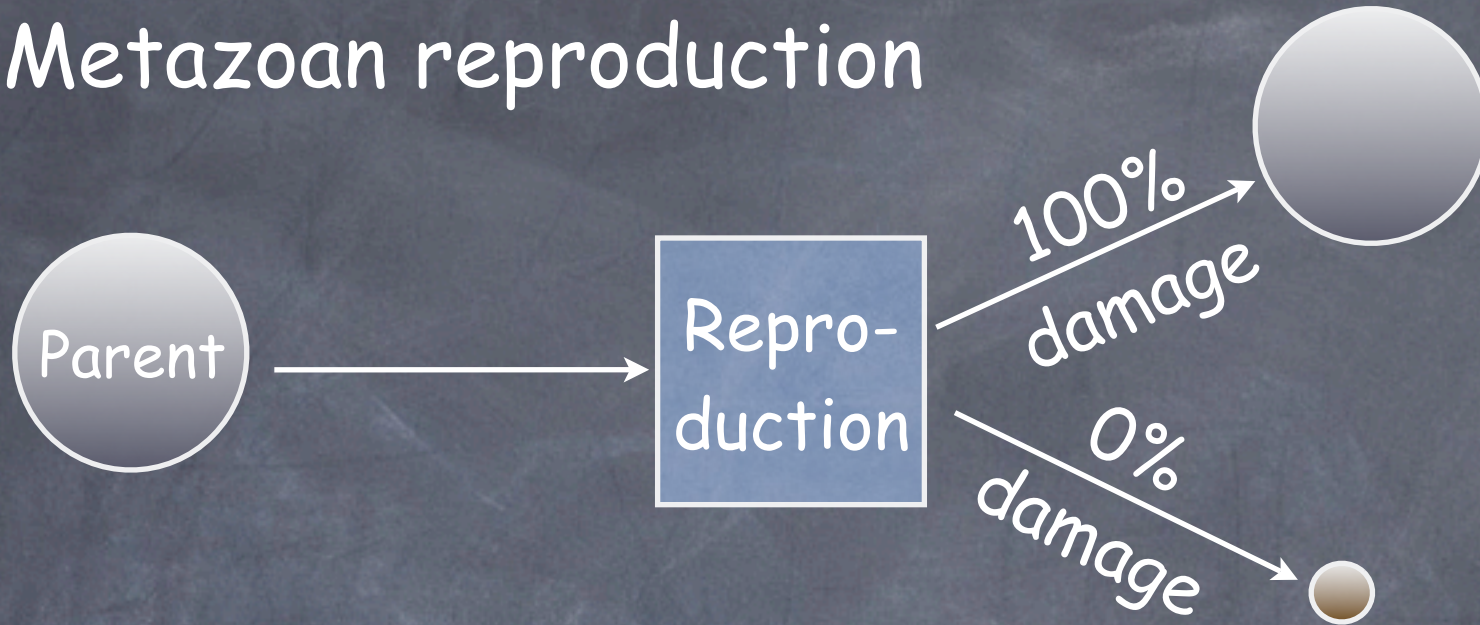 Metazoan reproduction
Parent
Repro-
duction
100%
damage
0%
damage